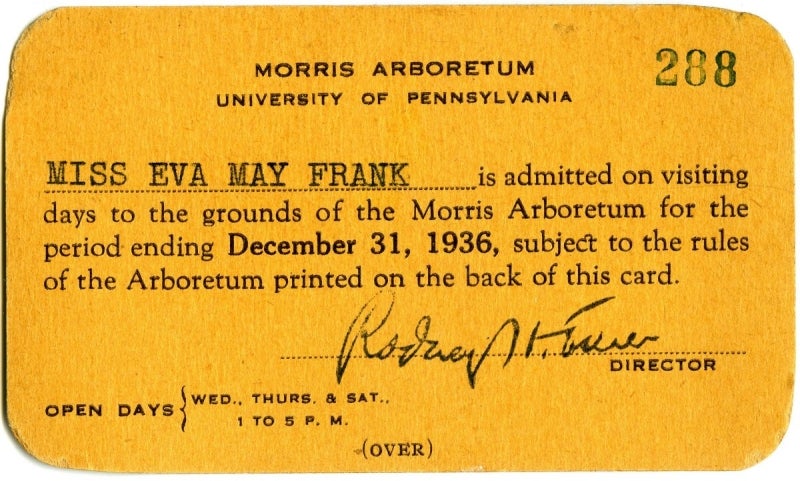 MORRIS ARBORETUM
288
UNIVERSITY OF PENNSYLVANIA
MISS EVA MAY FRANK is admitted on visiting
days to the grounds of the Morris Arboretum for the
period ending December 31, 1936, subject to the rules
of the Arboretum printed on the back of this card.
Rodney H.
DIRECTOR
OPEN DAYS { WED., THURS. & SAT.,
1 TO 5 P. M.
(OVER)